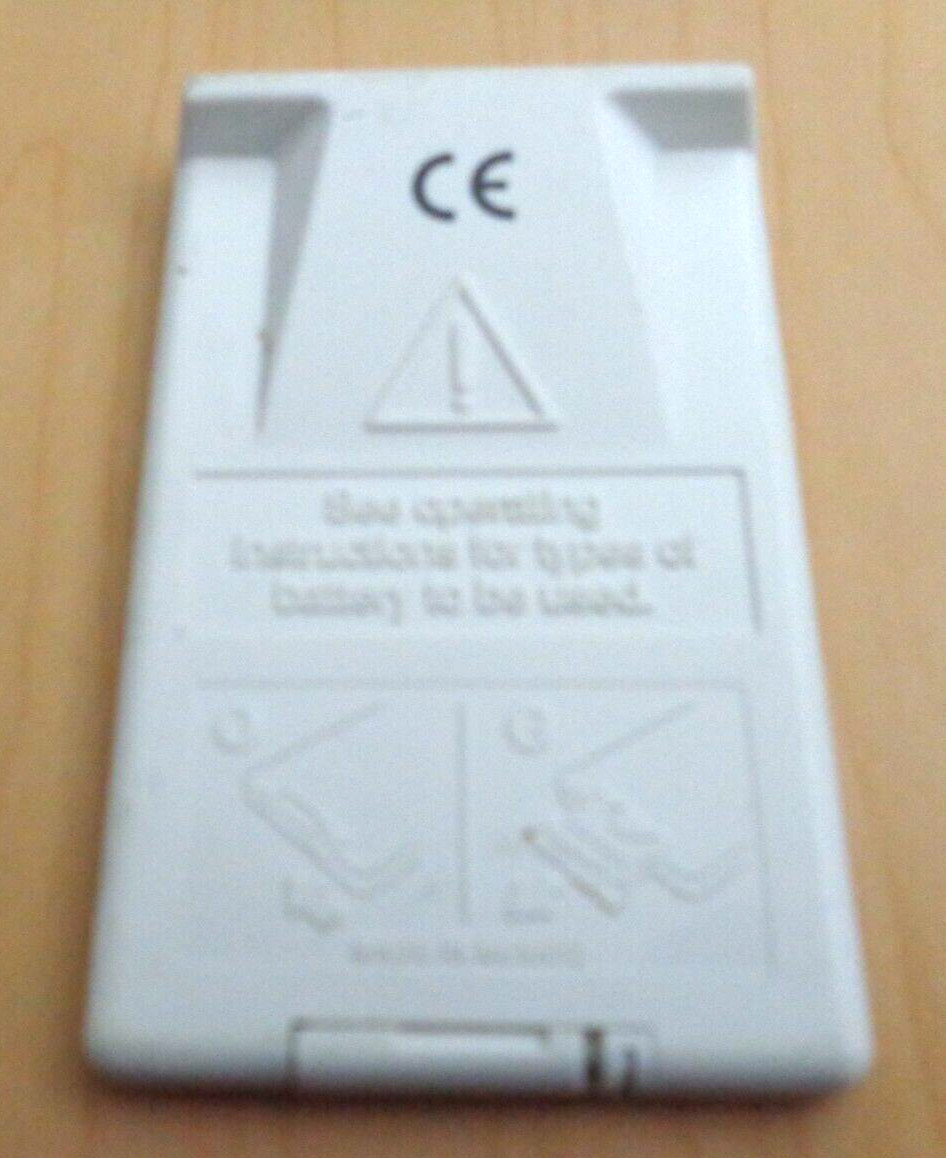 CE
See operating
instructions for types of
battery to be used.